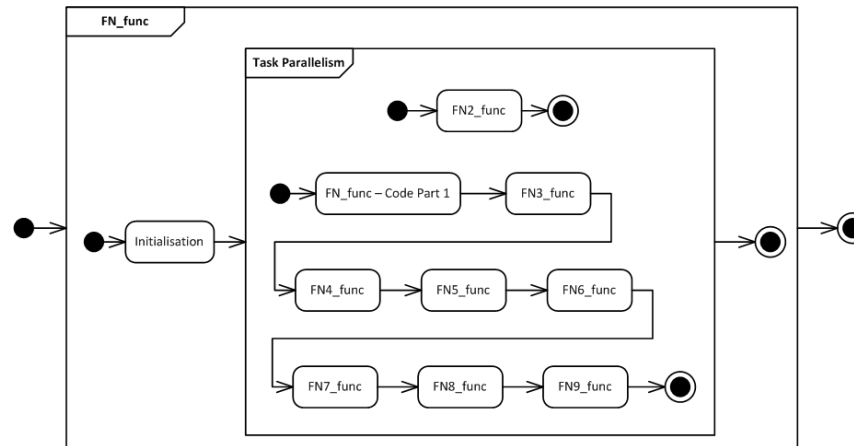 FN_func
Task Parallelism
FN2_func
FN_func – Code Part 1
FN3_func
Initialisation
FN4_func
FN5_func
FN6_func
FN7_func
FN8_func
FN9_func